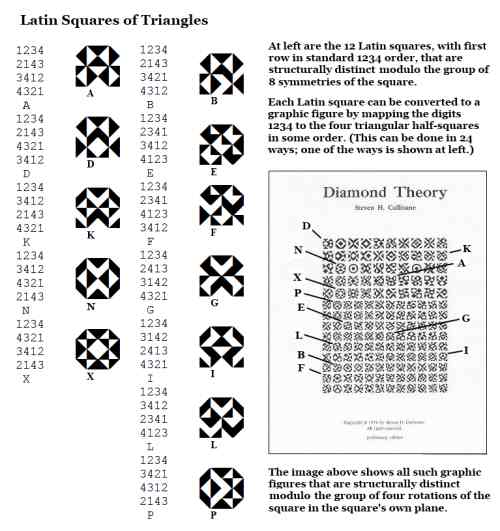 Latin Squares of Triangles
1234
2143
3412
4321
A
A
1234
2143
4321
3412
D
D
1234
3412
2143
4321
K
K
1234
3412
4321
2143
N
N
1234
4321
3412
2143
X
X
1234
2143
3421
4312
B
B
1234
2341
3412
4123
E
E
1234
2341
4123
3412
F
F
1234
2413
3142
4321
G
G
1234
3142
2413
4321
I
I
1234
3412
2341
4123
L
L
1234
3421
4312
2143
P
P
At left are the 12 Latin squares, with first
row in standard 1234 order, that are
structurally distinct modulo the group of
8 symmetries of the square.
Each Latin square can be converted to a
graphic figure by mapping the digits
1234 to the four triangular half-squares
in some order. (This can be done in 24
ways; one of the ways is shown at left.)
Diamond Theory
Steven H. Cullinane
D
N
X
P
E
L
B
F
K
A
G
I
Copyright © 1976 by Steven H. Cullinane
All rights reserved
preliminary edition
The image above shows all such graphic
figures that are structurally distinct
modulo the group of four rotations of the
square in the square's own plane.